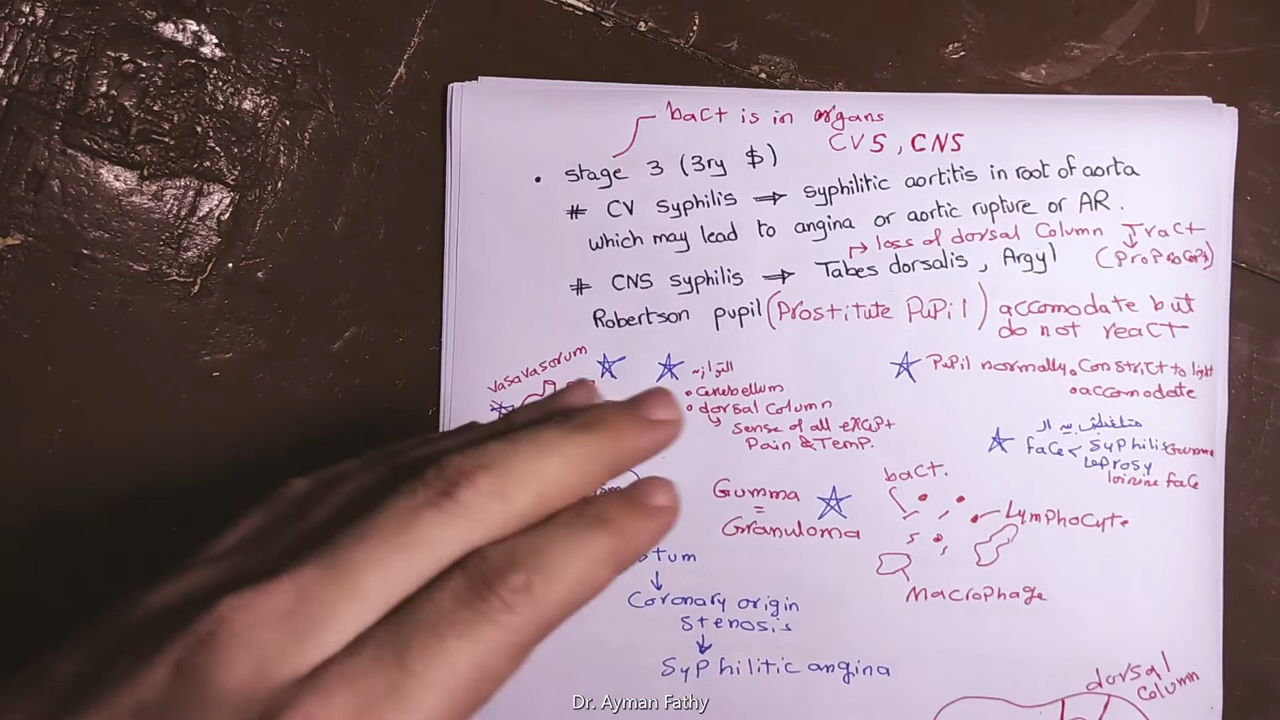 bact is in organs
CVS, CNS
• stage 3 (3ry $)
# CV syphilis ⇒ syphilitic aortitis in root of aorta
which may lead to angina or aortic rupture or AR.
↱ loss of dorsal Column Tract
# CNS syphilis ⇒ Tabes dorsalis, Argyl
Robertson pupil (Prostitute PuPil) accomodate but
do not react
vasavasorum
☆ ☆
• Cerebellum
• dorsal Column
↳ Sense of all except
Pain & Temp.
☆ Pupil normally • Constrict to light
• accomodate
☆ face < Syphilis Gumma
Leprosy
face
Gumma ☆
=
Granuloma
bact.
Lymphocyte
Macrophage
↓
Coronary origin
stenosis
↓
Syphilitic angina
dorsal
Column
Dr. Ayman Fathy